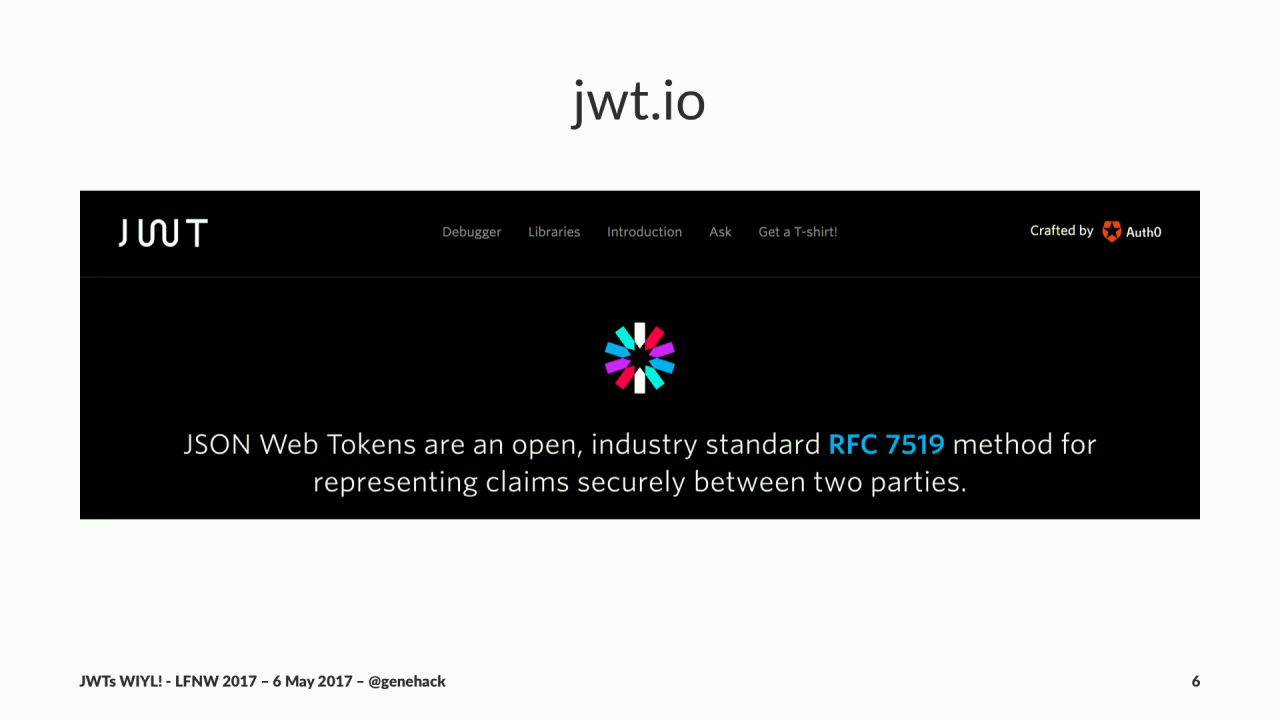 jwt.io
JWT
Debugger Libraries Introduction Ask Get a T-shirt!
Crafted by Auth0
JSON Web Tokens are an open, industry standard RFC 7519 method for
representing claims securely between two parties.
JWTs WIYL! - LFNW 2017 – 6 May 2017 – @genehack
6